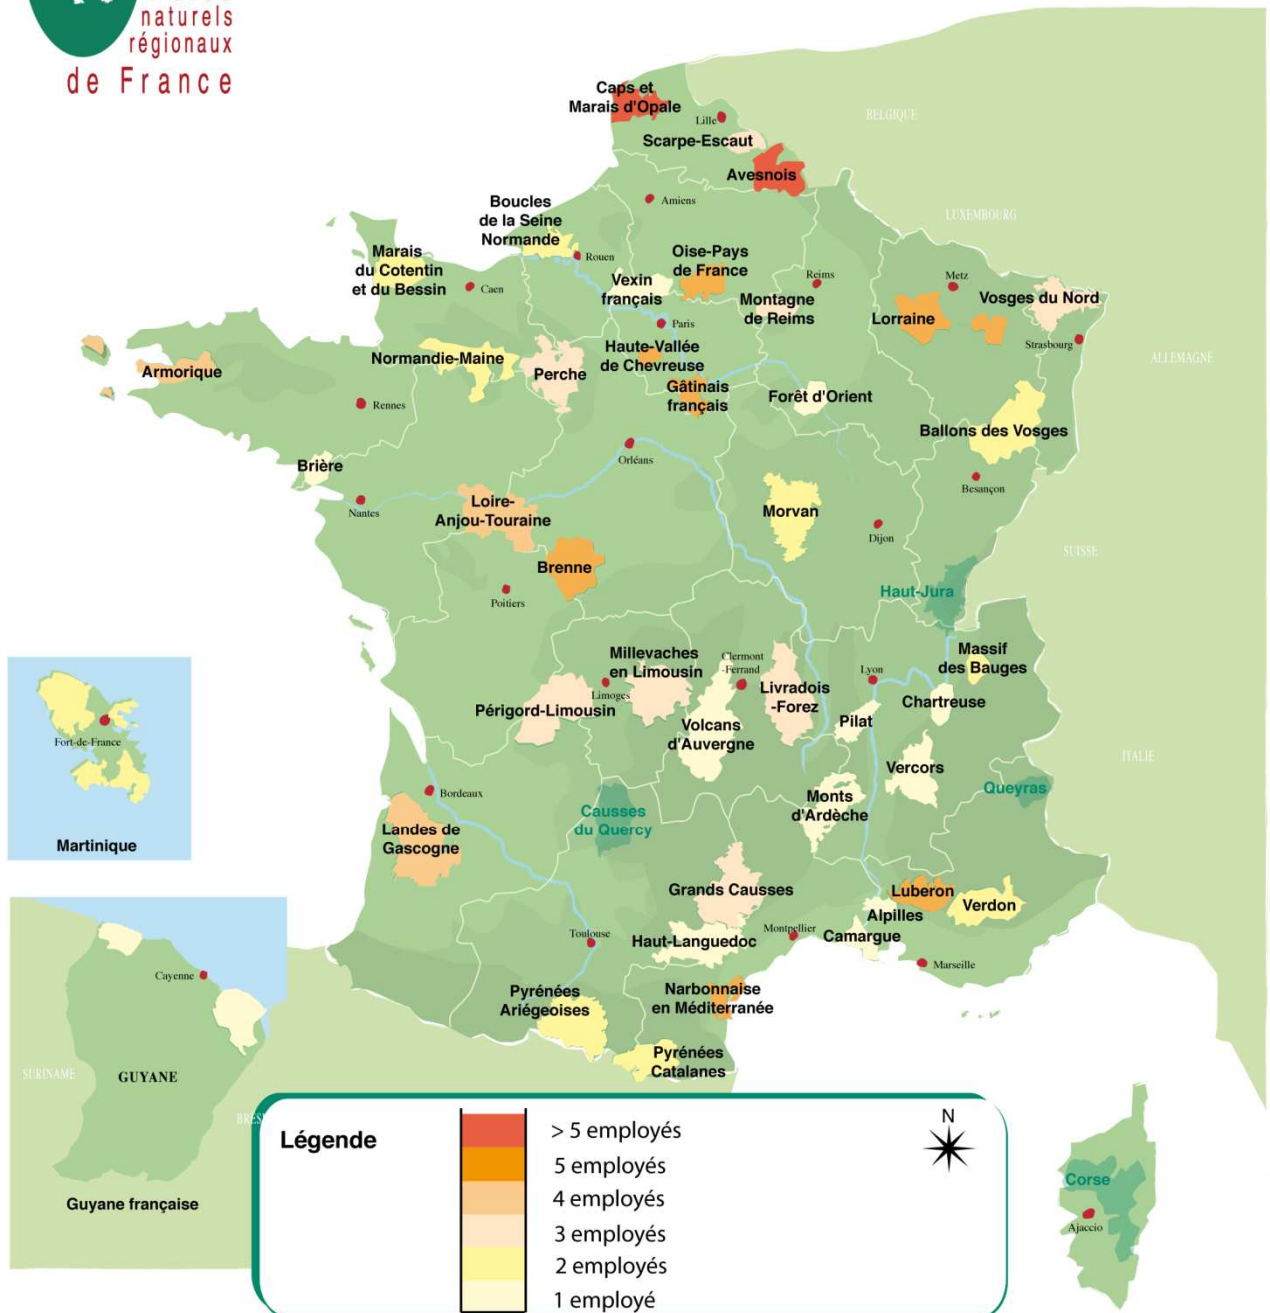 naturels
régionaux
de France
Caps et
Marais d'Opale
Lille
Scarpe-Escaut
BELGIQUE
Avesnois
Amiens
LUXEMBOURG
Boucles
de la Seine
Normande
Rouen
Marais
du Cotentin
et du Bessin
Caen
Oise-Pays
de France
Vexin
français
Reims
Montagne
de Reims
Metz
Lorraine
Vosges du Nord
Strasbourg
Paris
ALLEMAGNE
Armorique
Normandie-Maine
Perche
Haute-Vallée
de Chevreuse
Gâtinais
français
Forêt d'Orient
Rennes
Ballons des Vosges
Orléans
Brière
Besançon
Nantes
Loire-
Anjou-Touraine
Morvan
Dijon
SUISSE
Brenne
Poitiers
Haut-Jura
Millevaches
en Limousin
Clermont
-Ferrand
Limoges
Livradois
-Forez
Lyon
Massif
des Bauges
Chartreuse
Périgord-Limousin
Volcans
d'Auvergne
Pilat
ITALIE
Fort-de-France
Martinique
Vercors
Queyras
Bordeaux
Landes de
Gascogne
Causses
du Quercy
Monts
d'Ardèche
Grands Causses
Luberon
Verdon
Alpilles
Camargue
Toulouse
Haut-Languedoc
Montpellier
Marseille
Pyrénées
Ariégeoises
Narbonnaise
en Méditerranée
Pyrénées
Catalanes
Cayenne
SURINAME
GUYANE
Guyane française
Légende
> 5 employés
5 employés
4 employés
3 employés
2 employés
1 employé
N
Corse
Ajaccio